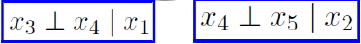 x₃ ⊥ x₄ | x₁
x₄ ⊥ x₅ | x₂